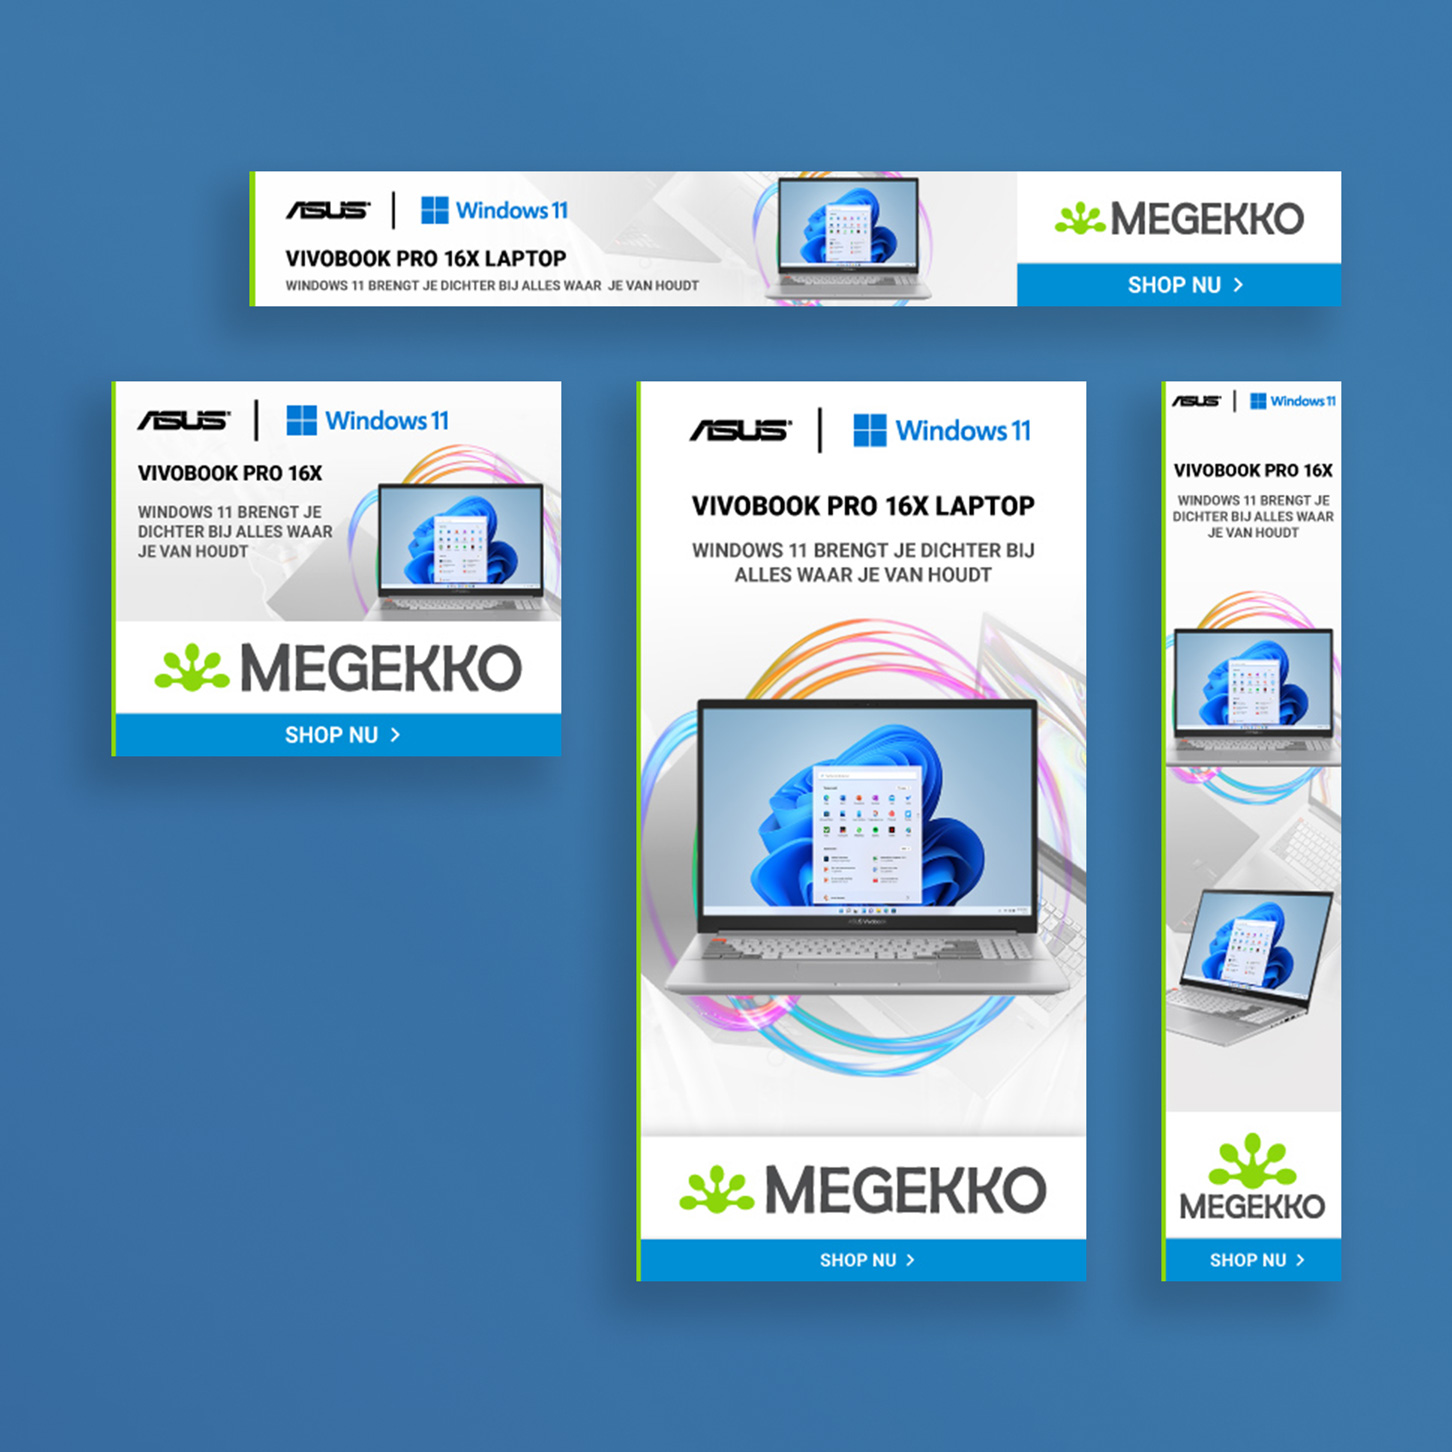 ASUS
Windows 11
VIVOBOOK PRO 16X LAPTOP
WINDOWS 11 BRENGT JE DICHTER BIJ ALLES WAAR JE VAN HOUDT
MEGEKKO
SHOP NU
ASUS
Windows 11
VIVOBOOK PRO 16X
WINDOWS 11 BRENGT JE
DICHTER BIJ ALLES WAAR
JE VAN HOUDT
MEGEKKO
SHOP NU
ASUS
Windows 11
VIVOBOOK PRO 16X LAPTOP
WINDOWS 11 BRENGT JE DICHTER BIJ
ALLES WAAR JE VAN HOUDT
MEGEKKO
SHOP NU
ASUS
Windows 11
VIVOBOOK PRO 16X
WINDOWS 11 BRENGT JE
DICHTER BIJ ALLES WAAR
JE VAN HOUDT
MEGEKKO
SHOP NU